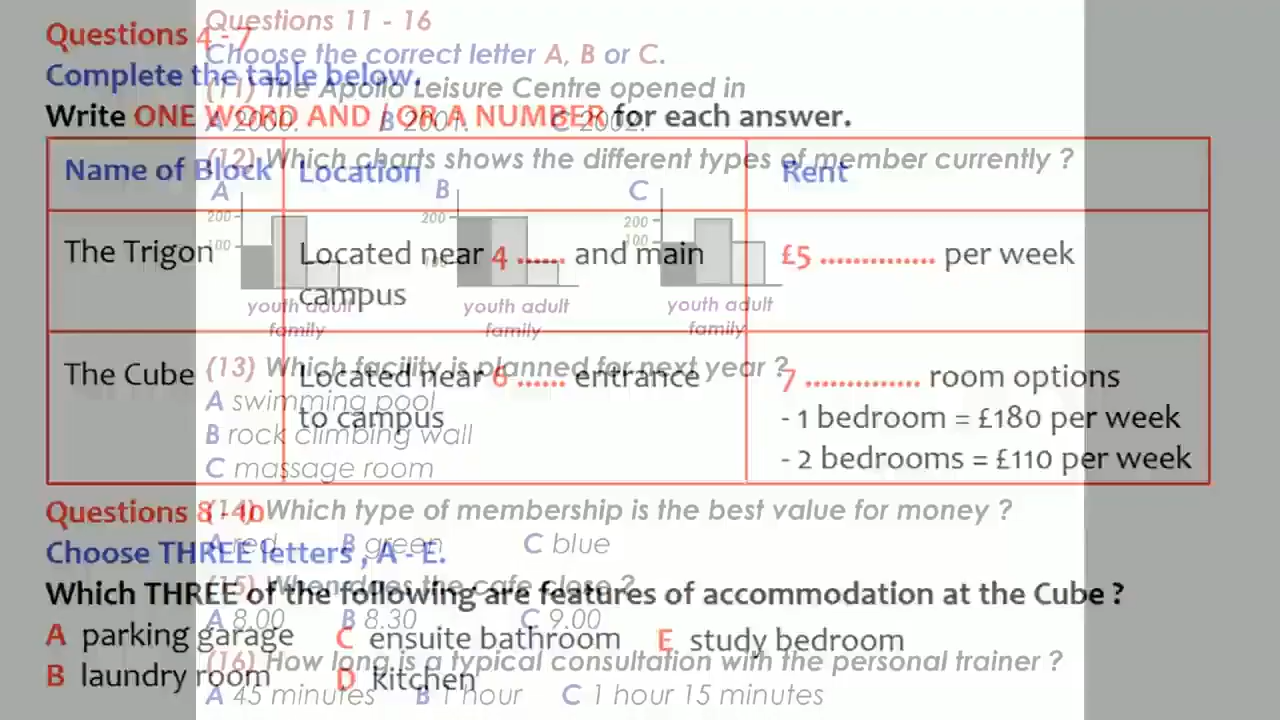 Questions 4 - 7
Complete the table below.
Write ONE WORD AND / OR A NUMBER for each answer.
Name of Block Location Rent
The Trigon Located near 4 ...... and main campus £5 .............. per week
The Cube Located near 6 ...... entrance to campus 7 .............. room options
- 1 bedroom = £180 per week
- 2 bedrooms = £110 per week
Questions 8 - 10
Choose THREE letters , A - E.
Which THREE of the following are features of accommodation at the Cube ?
A parking garage C ensuite bathroom E study bedroom
B laundry room D kitchen
Questions 11 - 16
Choose the correct letter A, B or C.
(11) The Apollo Leisure Centre opened in
A 2000. B 2001. C 2002.
(12) Which charts shows the different types of member currently ?
A B C
200 200 200
100 100 100
youth adult youth adult youth adult
family family family
(13) Which facility is planned for next year ?
A swimming pool
B rock climbing wall
C massage room
(14) Which type of membership is the best value for money ?
A red B green C blue
(15) When does the cafe close ?
A 8.00 B 8.30 C 9.00
(16) How long is a typical consultation with the personal trainer ?
A 45 minutes B 1 hour C 1 hour 15 minutes